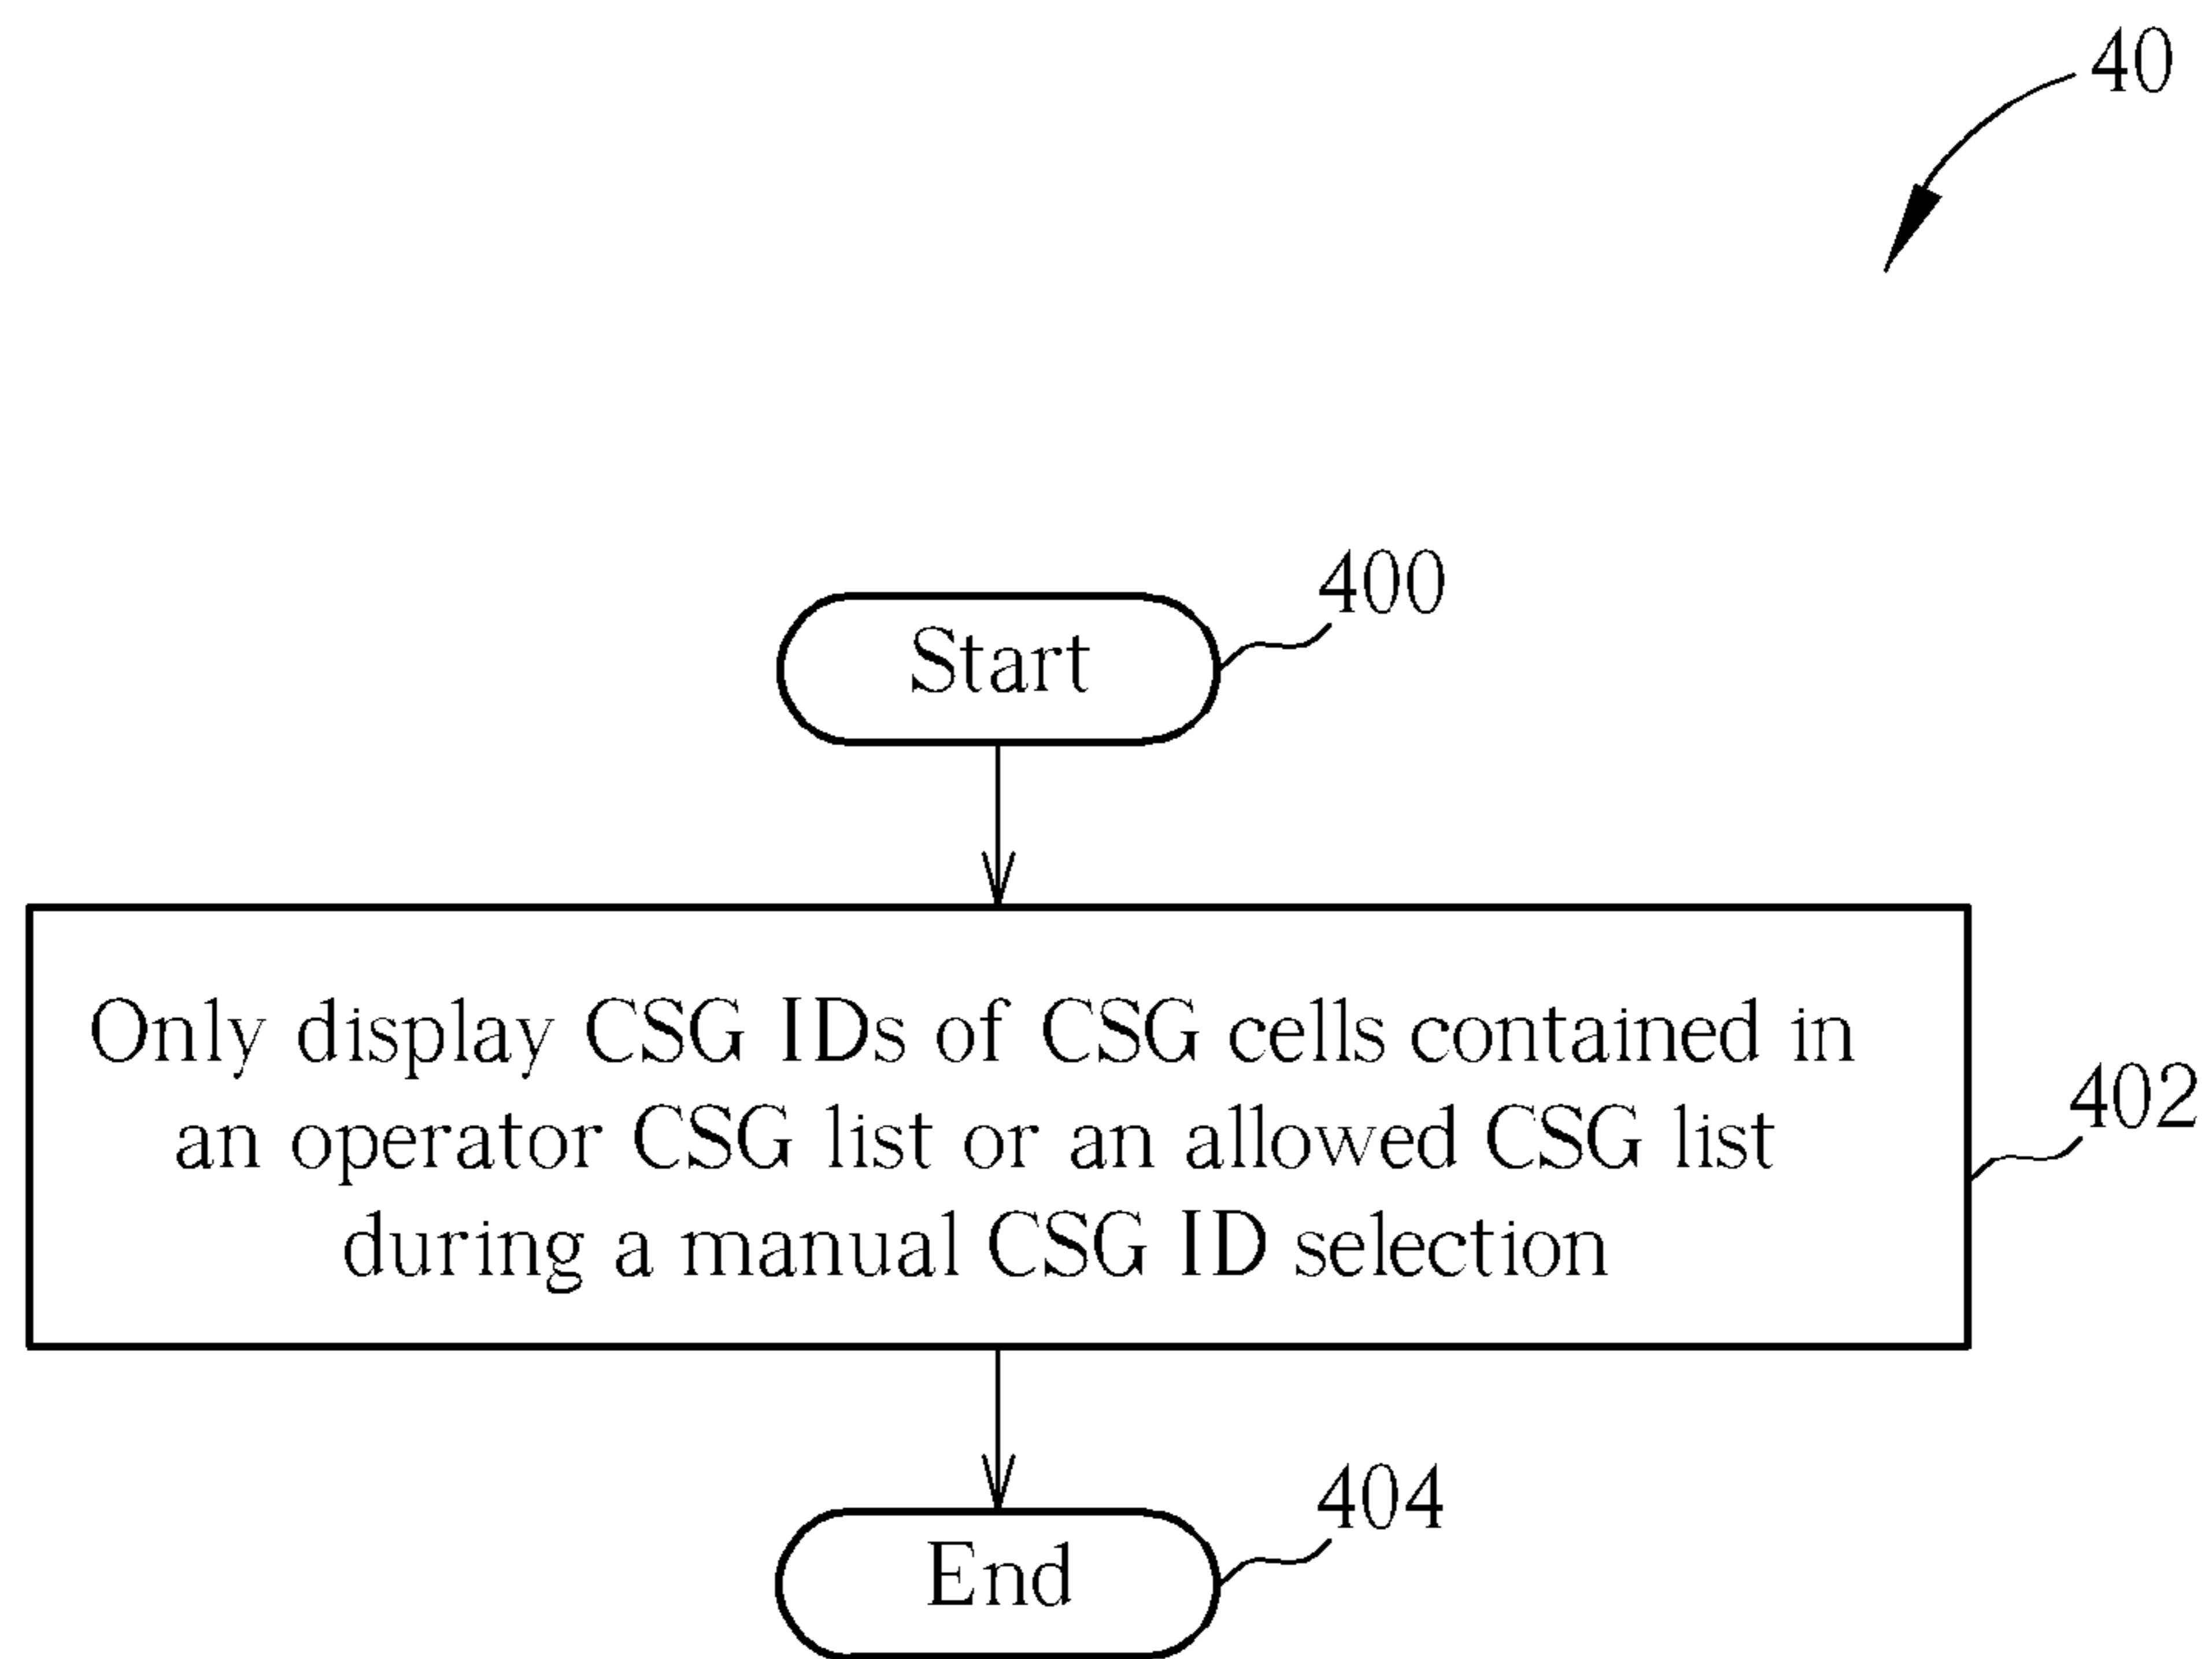 40
400
Start
Only display CSG IDs of CSG cells contained in
an operator CSG list or an allowed CSG list
during a manual CSG ID selection
402
404
End